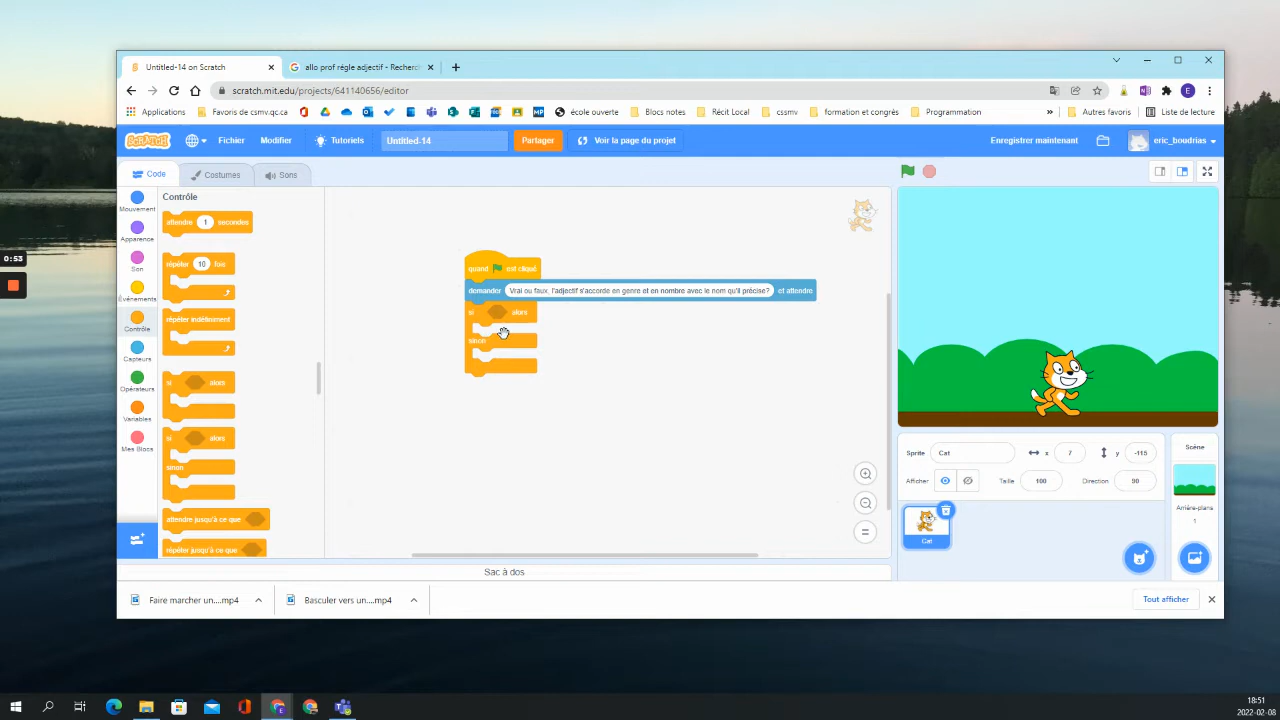 Untitled-14 on Scratch
allo prof régle adjectif - Recherc
scratch.mit.edu/projects/641140656/editor
Applications
Favoris de csmv.qc.ca
école ouverte
Blocs notes
Récit Local
cssmv
formation et congrès
Programmation
»
Autres favoris
Liste de lecture
SCRATCH
Fichier
Modifier
Tutoriels
Untitled-14
Partager
Voir la page du projet
Enregistrer maintenant
eric_boudrias
Code
Costumes
Sons
Mouvement
Apparence
Son
Événements
Contrôle
Capteurs
Opérateurs
Variables
Mes Blocs
Contrôle
attendre 1 secondes
répéter 10 fois
répéter indéfiniment
si alors
si alors
sinon
attendre jusqu'à ce que
répéter jusqu'à ce que
quand est cliqué
demander Vrai ou faux, l'adjectif s'accorde en genre et en nombre avec le nom qu'il précise? et attendre
si alors
sinon
Sac à dos
Sprite Cat x 7 y -115
Afficher Taille 100 Direction 90
Cat
Scène
Arrière-plans
1
0:53
Faire marcher un....mp4
Basculer vers un....mp4
Tout afficher
18:51
2022-02-08